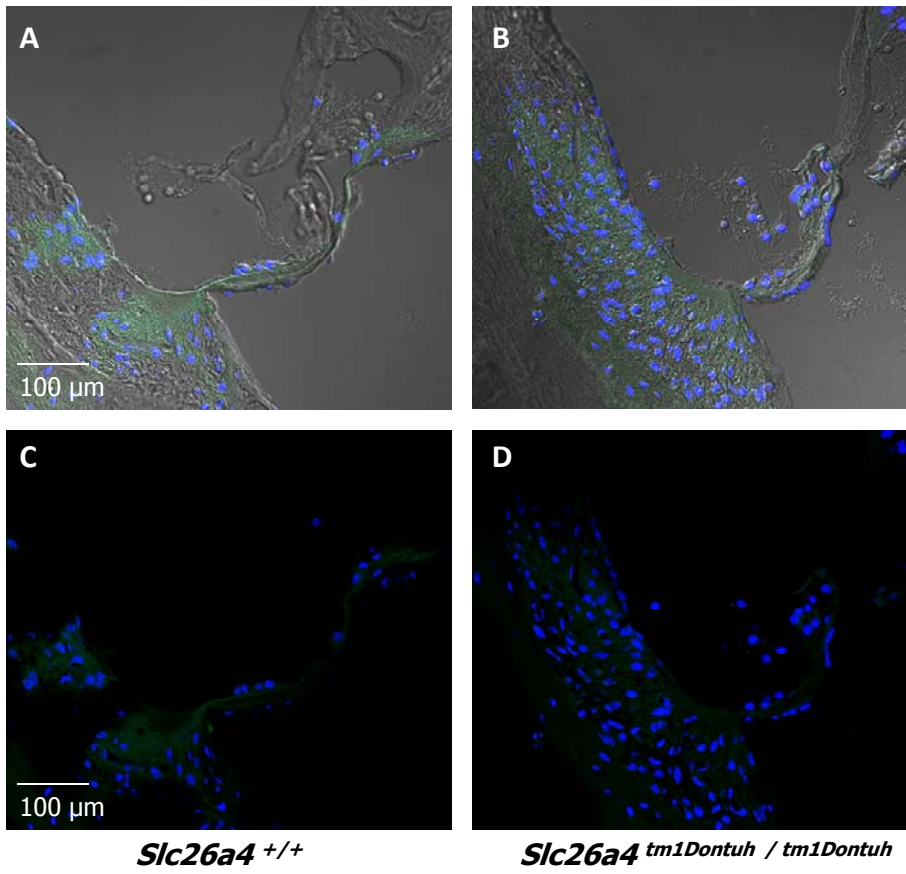 A
B
100 µm
C
D
100 µm
Slc26a4 +/+
Slc26a4 tm1Dontuh / tm1Dontuh